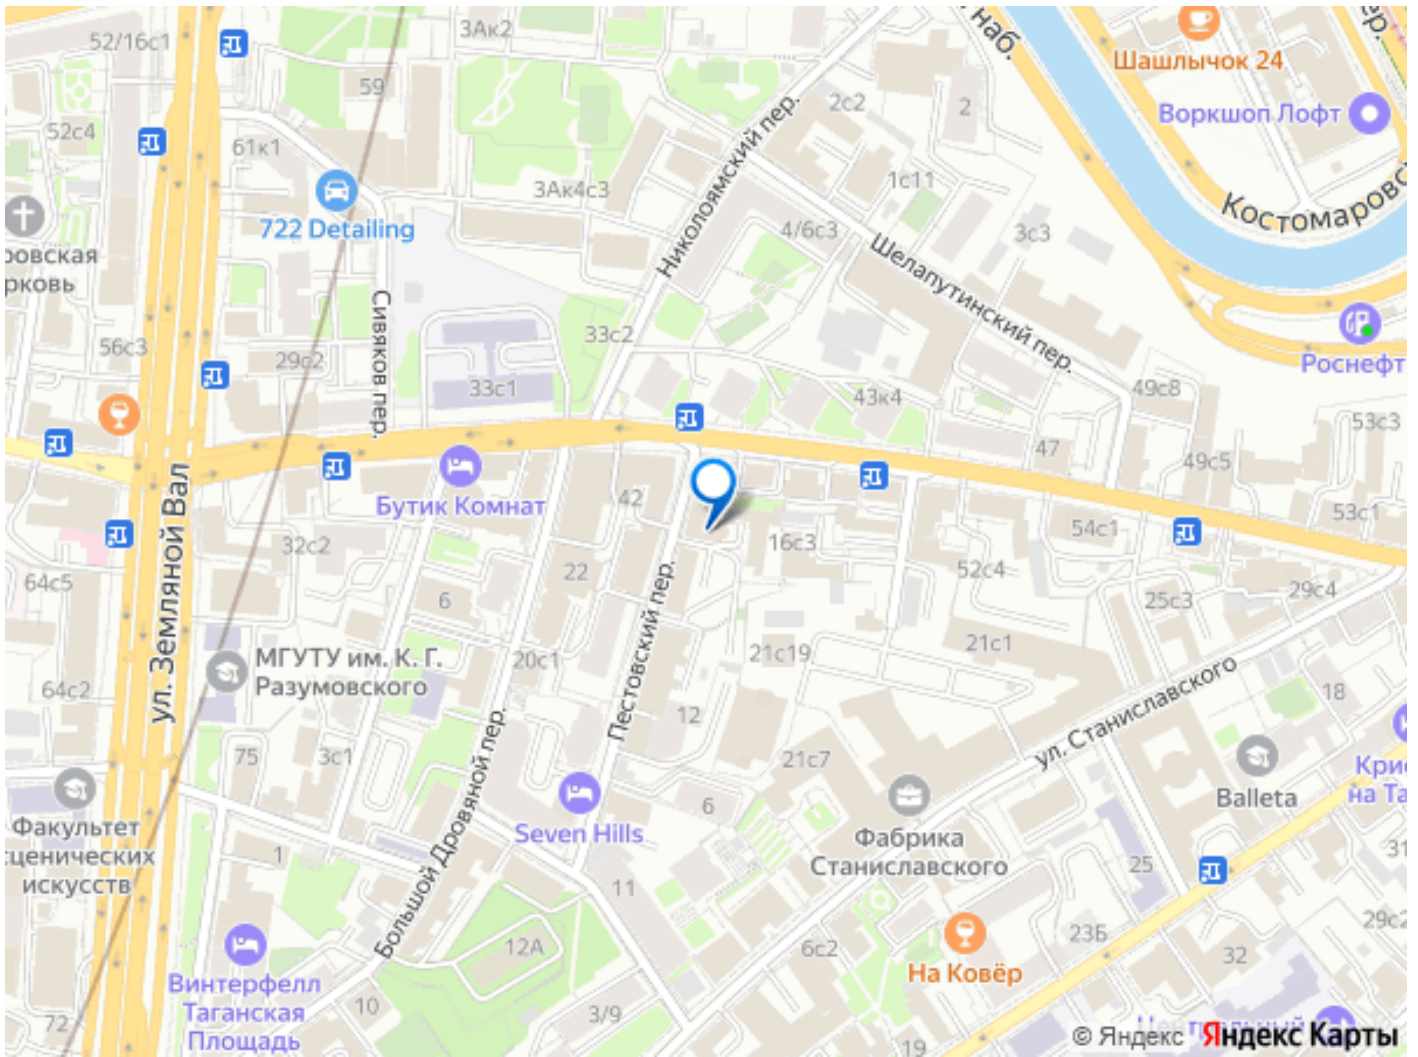 52/16с1
3Ак2
наб.
пер.
Шашлычок 24
59
2с2
2
Воркшоп Лофт
52с4
61к1
Николоямский пер.
3Ак4с3
1с11
Костомаровс
722 Detailing
4/6с3
3с3
ровская
рковь
Шелапутинский пер.
Сивяков пер.
56с3
29с2
33с2
Роснефт
33с1
43к4
49с8
53с3
47
49с5
ул. Земляной Вал
Бутик Комнат
42
53с1
32с2
16с3
54с1
64с5
22
52с4
29с4
6
25с3
Пестовский пер.
МГУТУ им. К. Г.
Разумовского
20с1
21с19
21с1
64с2
12
ул. Станиславского
18
75
3с1
21с7
Большой Дровяной пер.
6
Balleta
Кри
на Та
Seven Hills
Факультет
сценических
искусств
1
Фабрика
Станиславского
25
31
11
12А
6с2
23Б
29с2
На Ковёр
32
Винтерфелл
Таганская
Площадь
10
3/9
72
19
© Яндекс Яндекс Карты